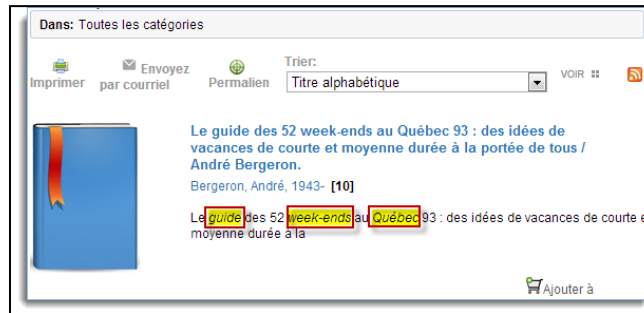 Dans: Toutes les catégories
Imprimer
Envoyez
par courriel
Permalien
Trier:
Titre alphabétique
VOIR
Le guide des 52 week-ends au Québec 93 : des idées de
vacances de courte et moyenne durée à la portée de tous /
André Bergeron.
Bergeron, André, 1943- [10]
Le guide des 52 week-ends au Québec 93 : des idées de vacances de courte e
moyenne durée à la
Ajouter à